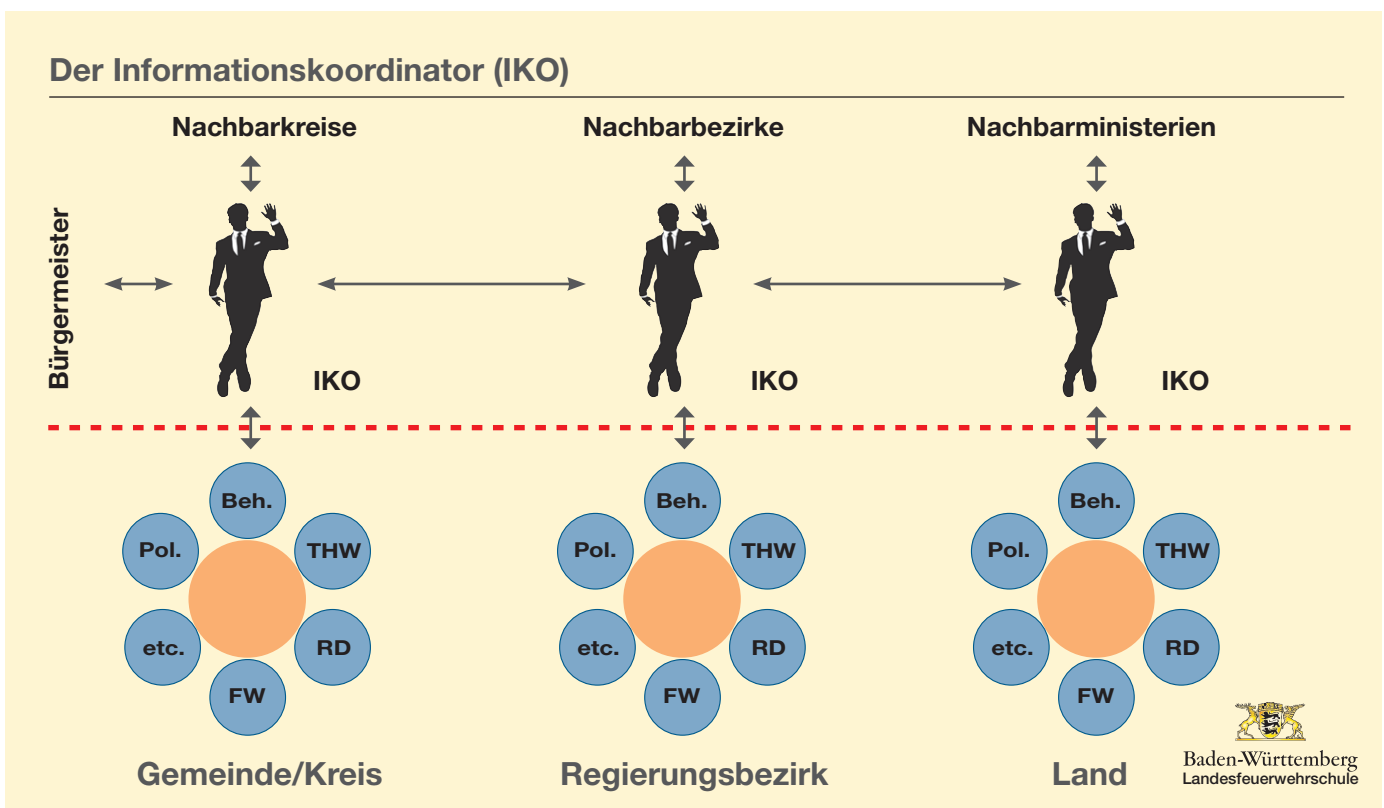 Der Informationskoordinator (IKO)
Nachbarkreise Nachbarbezirke Nachbarministerien
Bürgermeister
IKO IKO IKO
Beh. Beh. Beh.
Pol. THW Pol. THW Pol. THW
etc. RD etc. RD etc. RD
FW FW FW
Gemeinde/Kreis Regierungsbezirk Land
Baden-Württemberg
Landesfeuerwehrschule